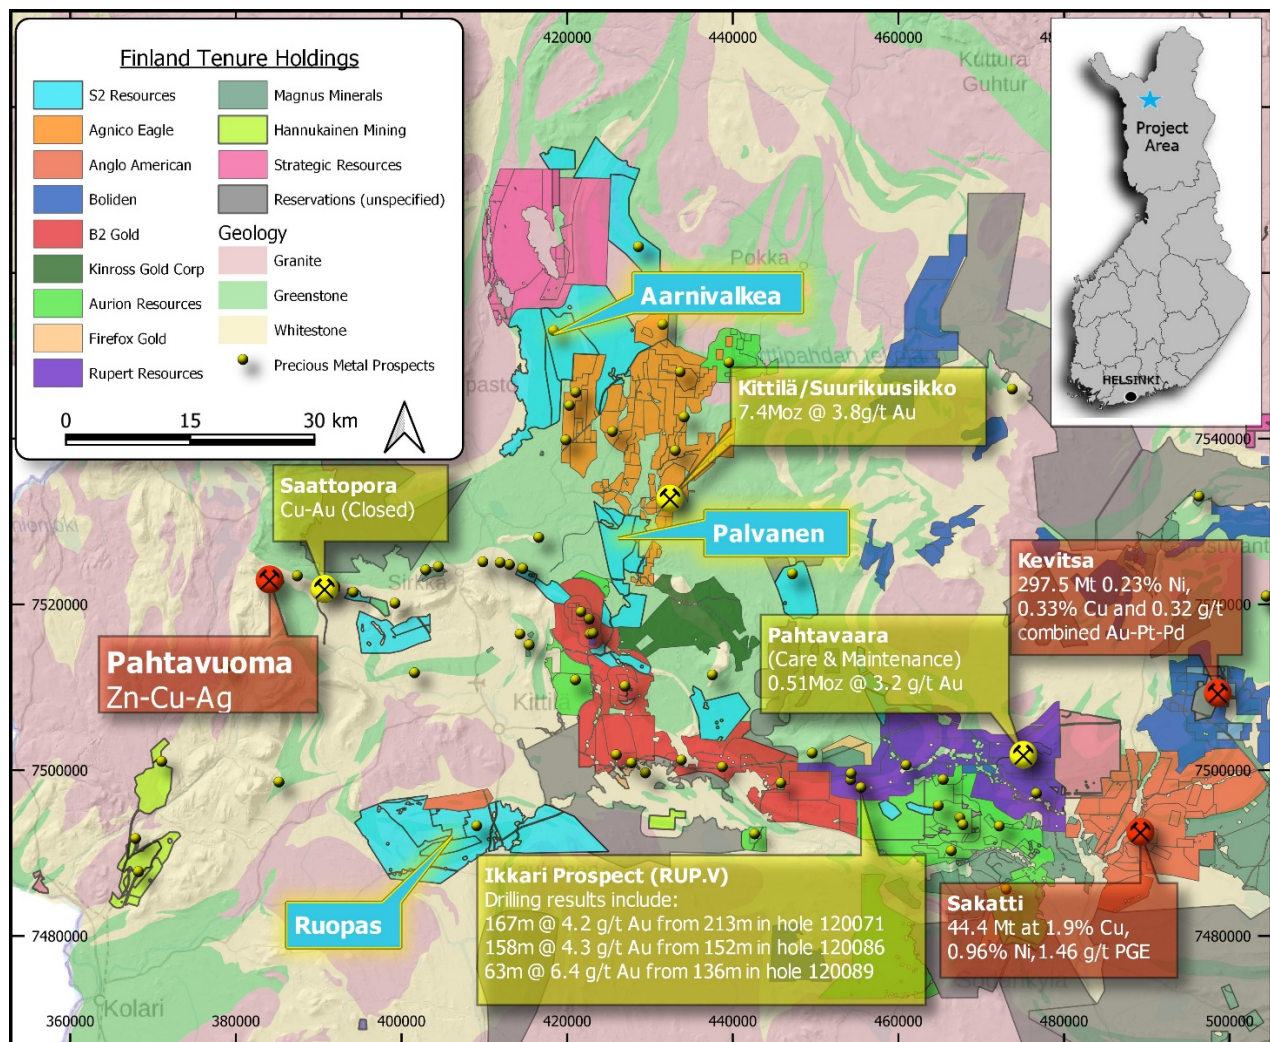 Finland Tenure Holdings
S2 Resources
Agnico Eagle
Anglo American
Boliden
B2 Gold
Kinross Gold Corp
Aurion Resources
Firefox Gold
Rupert Resources
Magnus Minerals
Hannukainen Mining
Strategic Resources
Reservations (unspecified)
Geology
Granite
Greenstone
Whitestone
Precious Metal Prospects
0 15 30 km
420000 440000 460000
Kuttura
Guhtur
Project
Area
HELSINKI
Pokka
Aarnivalkea
Kittilä/Suurikuusikko
7.4Moz @ 3.8g/t Au
7540000
Saattopora
Cu-Au (Closed)
Palvanen
Sirkka
Kevitsa
297.5 Mt 0.23% Ni,
0.33% Cu and 0.32 g/t
combined Au-Pt-Pd
7520000
Pahtavaara
(Care & Maintenance)
0.51Moz @ 3.2 g/t Au
Pahtavuoma
Zn-Cu-Ag
Kittilä
7500000 7500000
Ikkari Prospect (RUP.V)
Drilling results include:
167m @ 4.2 g/t Au from 213m in hole 120071
158m @ 4.3 g/t Au from 152m in hole 120086
63m @ 6.4 g/t Au from 136m in hole 120089
Ruopas
Sakatti
44.4 Mt at 1.9% Cu,
0.96% Ni,1.46 g/t PGE
7480000 7480000
Kolari
360000 380000 400000 420000 440000 460000 480000 500000